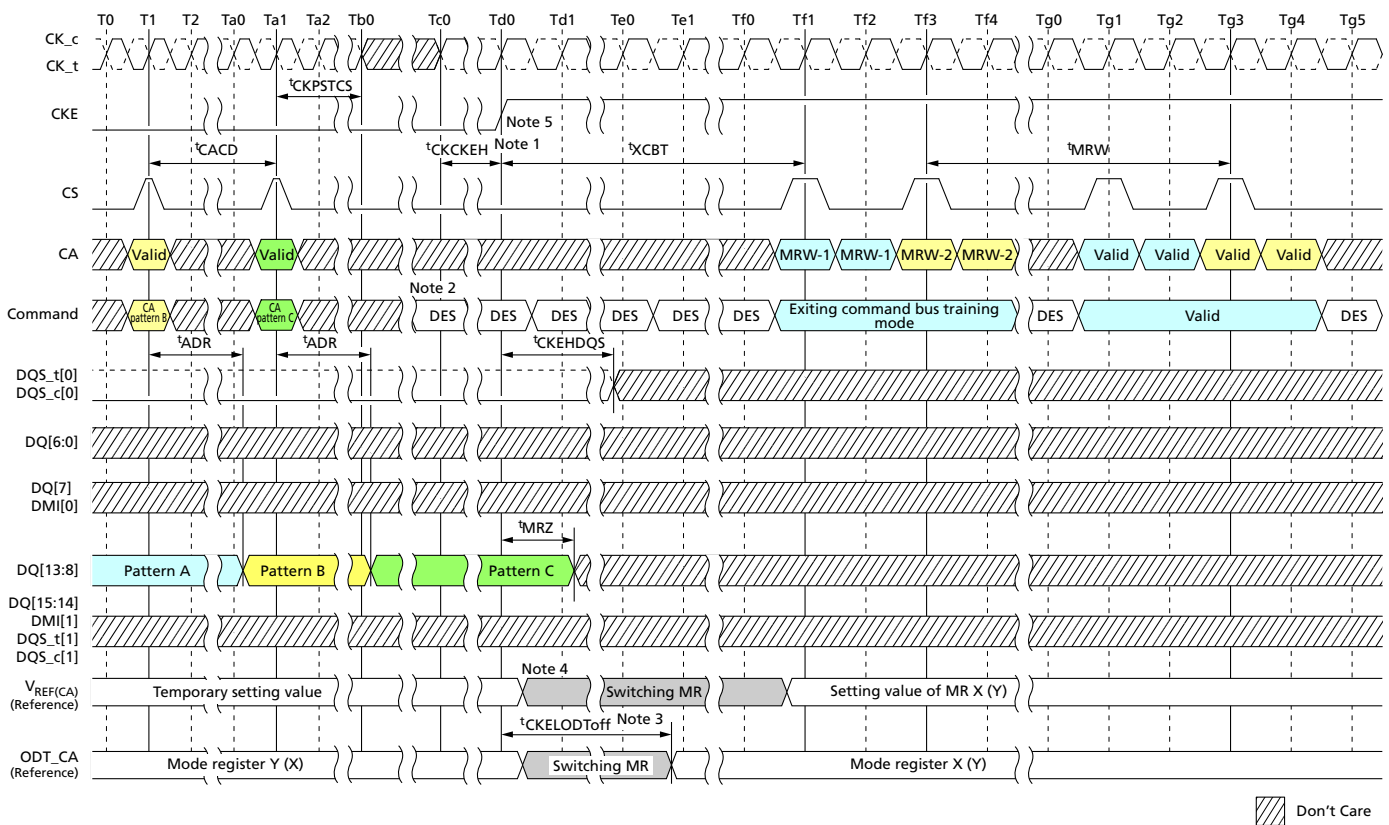 T0 T1 T2 Ta0 Ta1 Ta2 Tb0 Tc0 Td0 Td1 Te0 Te1 Tf0 Tf1 Tf2 Tf3 Tf4 Tg0 Tg1 Tg2 Tg3 Tg4 Tg5
CK_c
CK_t
tCKPSTCS
CKE
Note 5
Note 1
tCACD tCKCKEH tXCBT tMRW
CS
CA Valid Valid MRW-1 MRW-1 MRW-2 MRW-2 Valid Valid Valid Valid
Note 2
Command CA pattern B CA pattern C DES DES DES DES DES DES Exiting command bus training mode DES Valid DES
tADR tADR tCKEHDQS
DQS_t[0]
DQS_c[0]
DQ[6:0]
DQ[7]
DMI[0]
tMRZ
DQ[13:8] Pattern A Pattern B Pattern C
DQ[15:14]
DMI[1]
DQS_t[1]
DQS_c[1]
Note 4
VREF(CA)
(Reference)
Temporary setting value Switching MR Setting value of MR X (Y)
tCKELODToff Note 3
ODT_CA
(Reference)
Mode register Y (X) Switching MR Mode register X (Y)
Don't Care